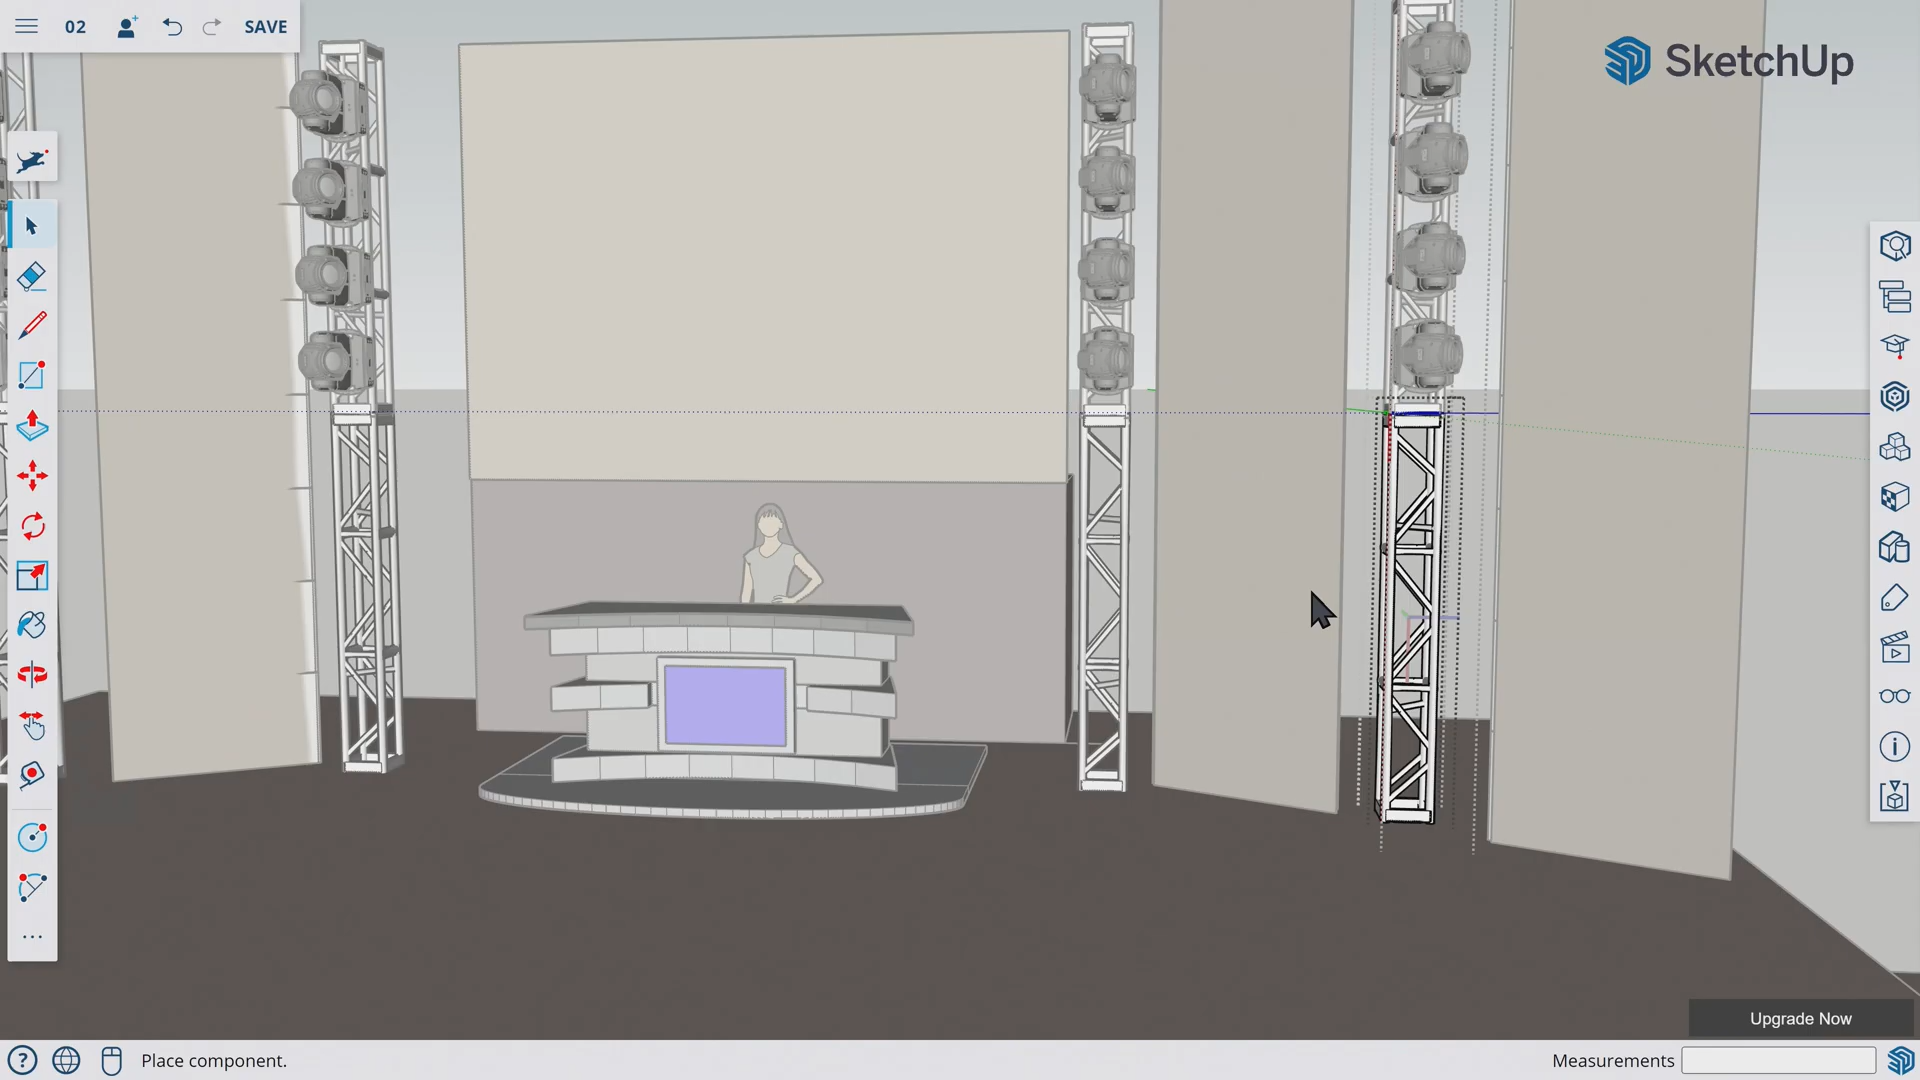 02
SAVE
SketchUp
Upgrade Now
Place component.
Measurements